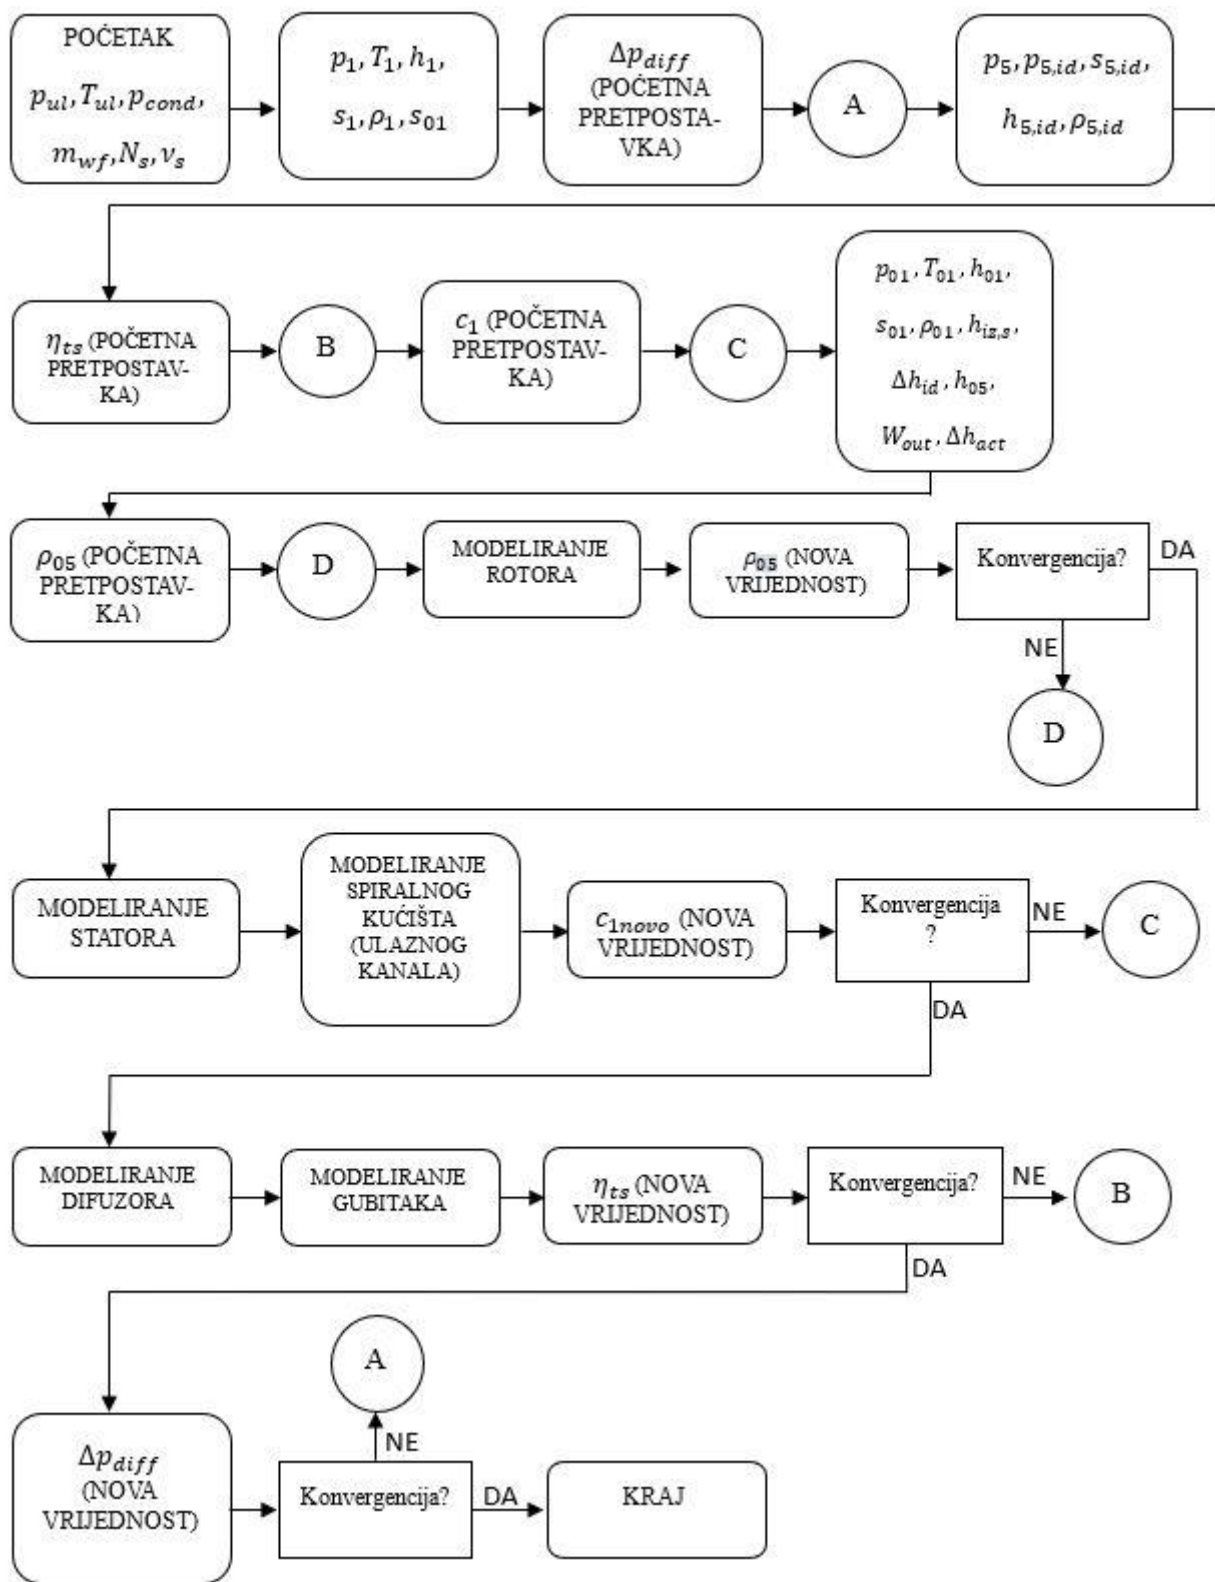 POĆETAK
p_ul, T_ul, p_cond,
m_wf, N_s, ν_s
p_1, T_1, h_1,
s_1, ρ_1, s_01
Δp_diff
(POČETNA
PRETPOSTA-
VKA)
A
p_5, p_5,id, s_5,id,
h_5,id, ρ_5,id
η_ts (POČETNA
PRETPOSTAV-
KA)
B
c_1 (POČETNA
PRETPOSTAV-
KA)
C
p_01, T_01, h_01,
s_01, ρ_01, h_iz,s,
Δh_id, h_05,
W_out, Δh_act
ρ_05 (POČETNA
PRETPOSTAV-
KA)
D
MODELIRANJE
ROTORA
ρ_05 (NOVA
VRIJEDNOST)
Konvergencija?
DA
NE
D
MODELIRANJE
STATORA
MODELIRANJE
SPIRALNOG
KUĆIŠTA
(ULAZNOG
KANALA)
c_1novo (NOVA
VRIJEDNOST)
Konvergencija
?
NE
C
DA
MODELIRANJE
DIFUZORA
MODELIRANJE
GUBITAKA
η_ts (NOVA
VRIJEDNOST)
Konvergencija?
NE
B
DA
A
NE
Δp_diff
(NOVA
VRIJEDNOST)
Konvergencija?
DA
KRAJ